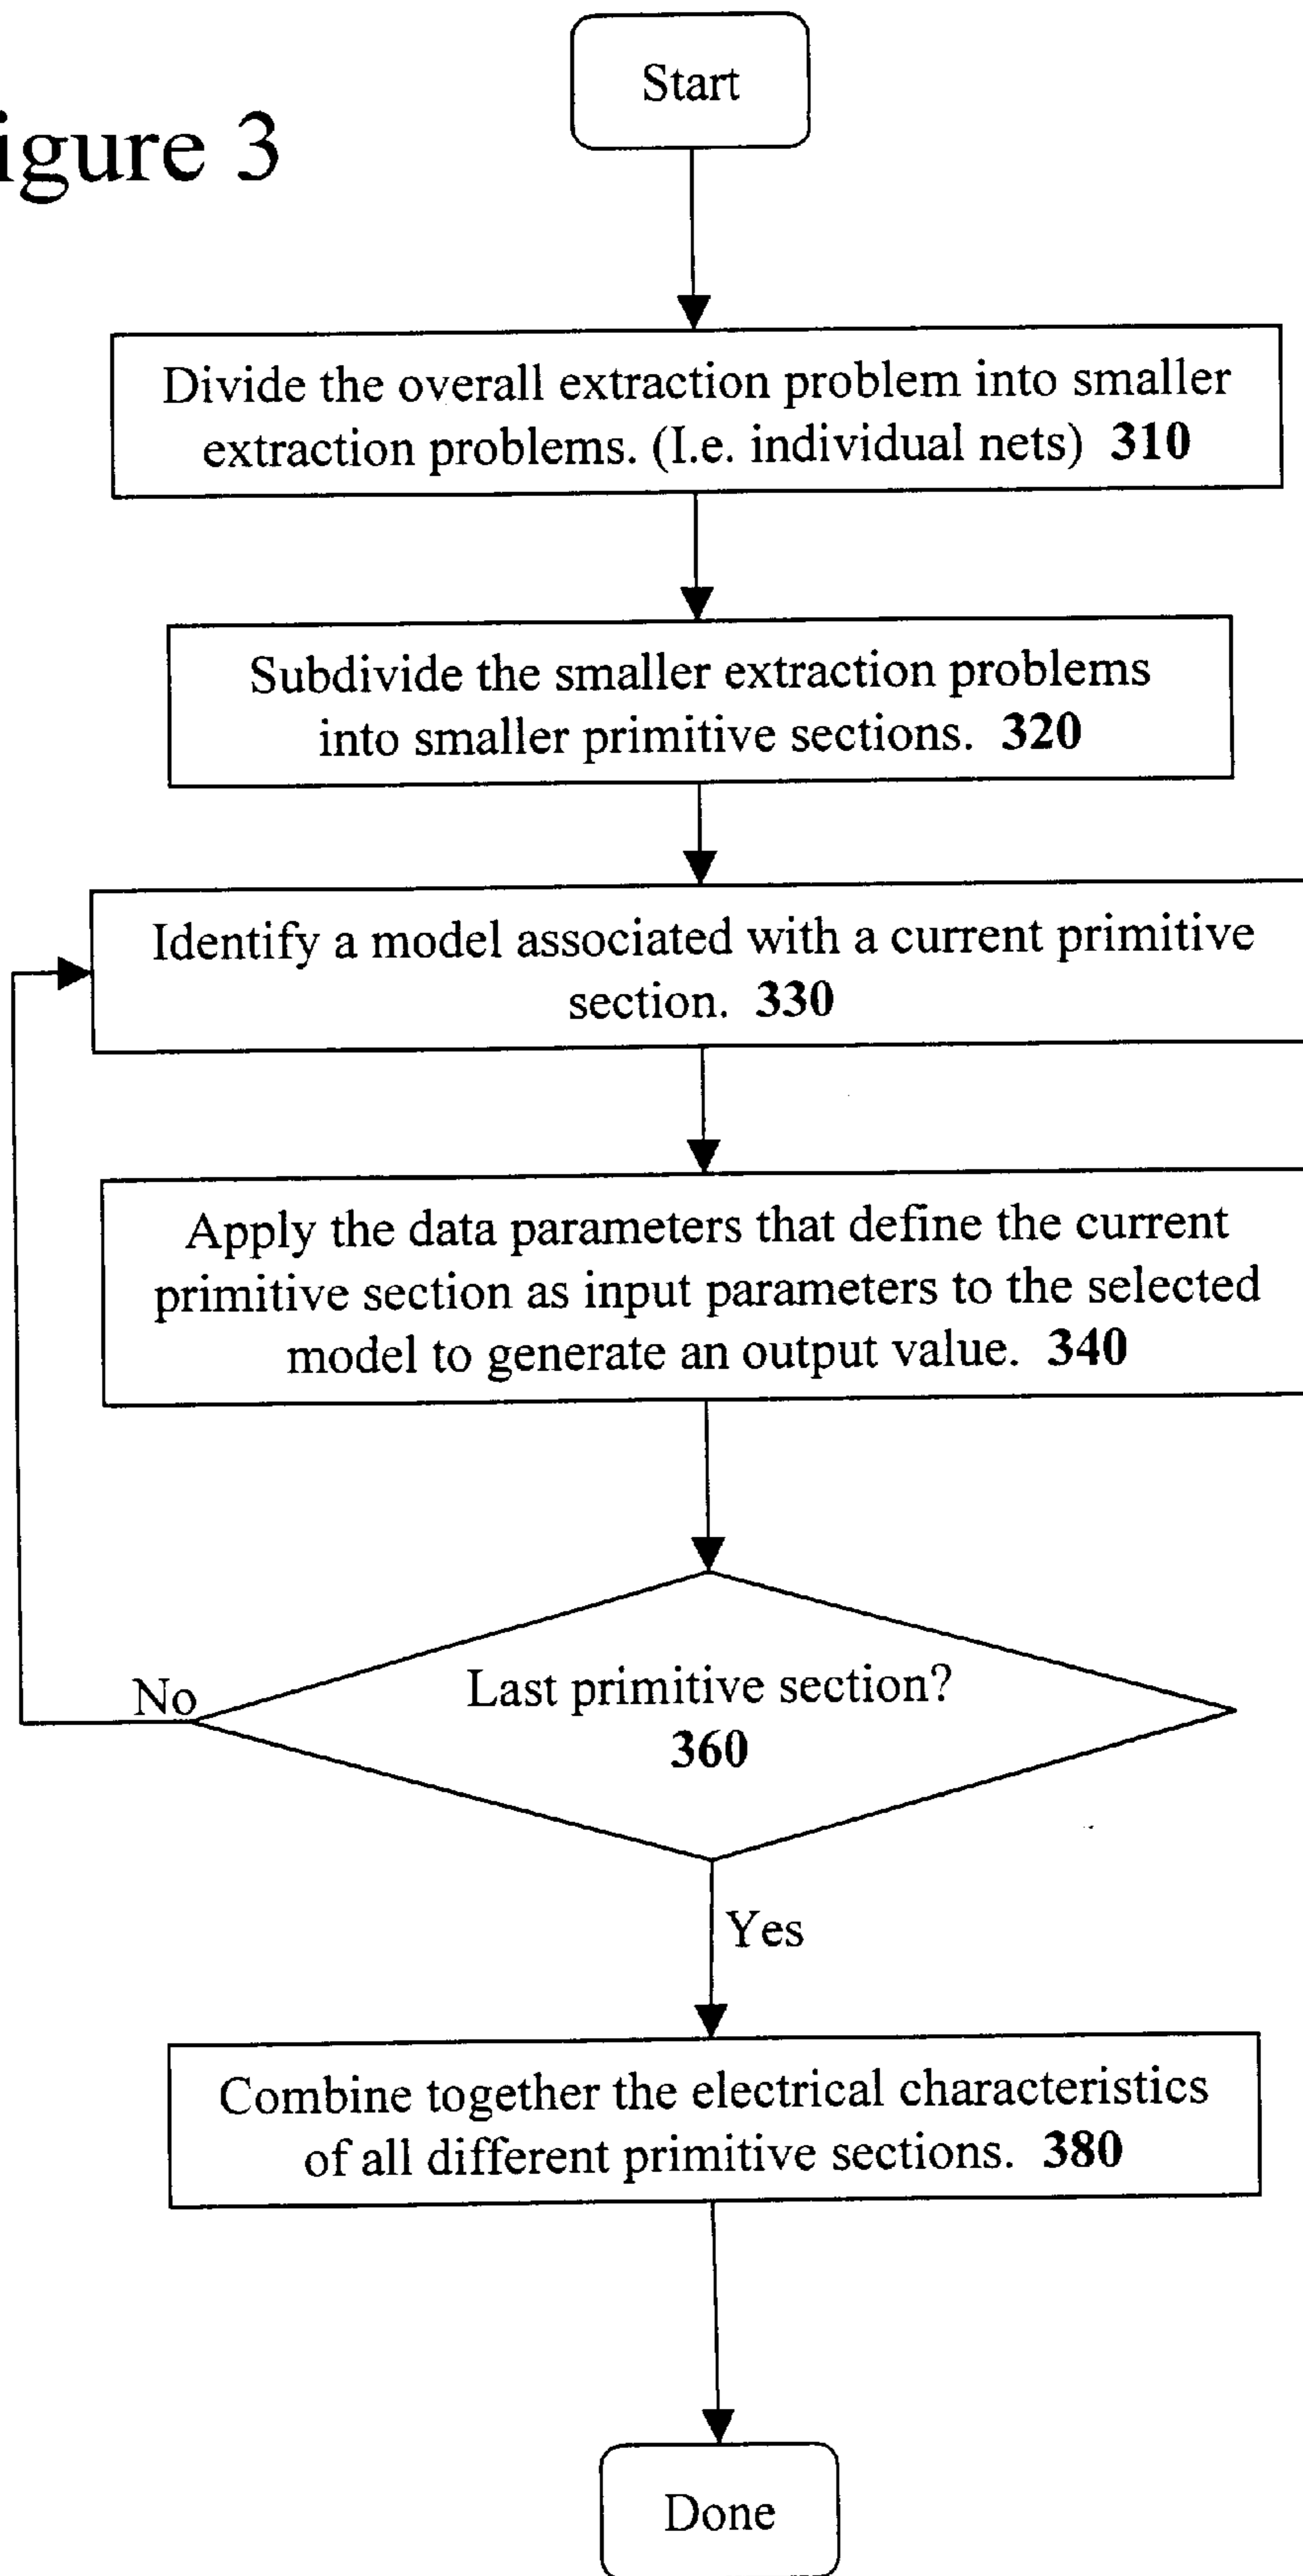 Start
igure 3
Divide the overall extraction problem into smaller
extraction problems. (I.e. individual nets) 310
Subdivide the smaller extraction problems
into smaller primitive sections. 320
Identify a model associated with a current primitive
section. 330
Apply the data parameters that define the current
primitive section as input parameters to the selected
model to generate an output value. 340
Last primitive section?
360
No
Yes
Combine together the electrical characteristics
of all different primitive sections. 380
Done